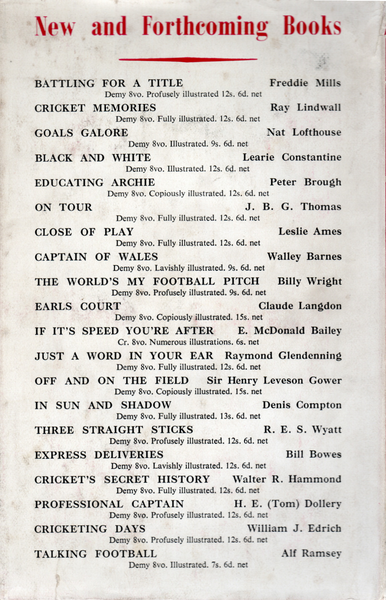 New and Forthcoming Books
BATTLING FOR A TITLE Freddie Mills
Demy 8vo. Profusely illustrated 12s. 6d. net
CRICKET MEMORIES Ray Lindwall
Demy 8vo. Fully illustrated. 12s. 6d. net
GOALS GALORE Nat Lofthouse
Demy 8vo. Illustrated. 9s. 6d. net
BLACK AND WHITE Learie Constantine
Demy 8vo. Illustrated. 12s. 6d. net
EDUCATING ARCHIE Peter Brough
Demy 8vo. Copiously illustrated. 12s. 6d. net
ON TOUR J. B. G. Thomas
Demy 8vo. Fully illustrated. 12s. 6d. net
CLOSE OF PLAY Leslie Ames
Demy 8vo. Fully illustrated. 12s. 6d. net
CAPTAIN OF WALES Walley Barnes
Demy 8vo. Lavishly illustrated. 9s. 6d. net
THE WORLD'S MY FOOTBALL PITCH Billy Wright
Demy 8vo. Profusely illustrated. 9s. 6d. net
EARLS COURT Claude Langdon
Demy 8vo. Copiously illustrated. 15s. net
IF IT'S SPEED YOU'RE AFTER E. McDonald Bailey
Cr. 8vo. Numerous illustrations. 6s. net
JUST A WORD IN YOUR EAR Raymond Glendenning
Demy 8vo. Fully illustrated. 12s. 6d. net
OFF AND ON THE FIELD Sir Henry Leveson Gower
Demy 8vo. Copiously illustrated. 15s. net
IN SUN AND SHADOW Denis Compton
Demy 8vo. Fully illustrated. 13s. 6d. net
THREE STRAIGHT STICKS R. E. S. Wyatt
Demy 8vo. Profusely illustrated. 12s. 6d. net
EXPRESS DELIVERIES Bill Bowes
Demy 8vo. Lavishly illustrated. 12s. 6d. net
CRICKET'S SECRET HISTORY Walter R. Hammond
Demy 8vo. Fully illustrated. 12s. 6d. net
PROFESSIONAL CAPTAIN H. E. (Tom) Dollery
Demy 8vo. Profusely illustrated. 12s. 6d. net
CRICKETING DAYS William J. Edrich
Demy 8vo. Profusely illustrated. 12s. 6d. net
TALKING FOOTBALL Alf Ramsey
Demy 8vo. Illustrated. 7s. 6d. net